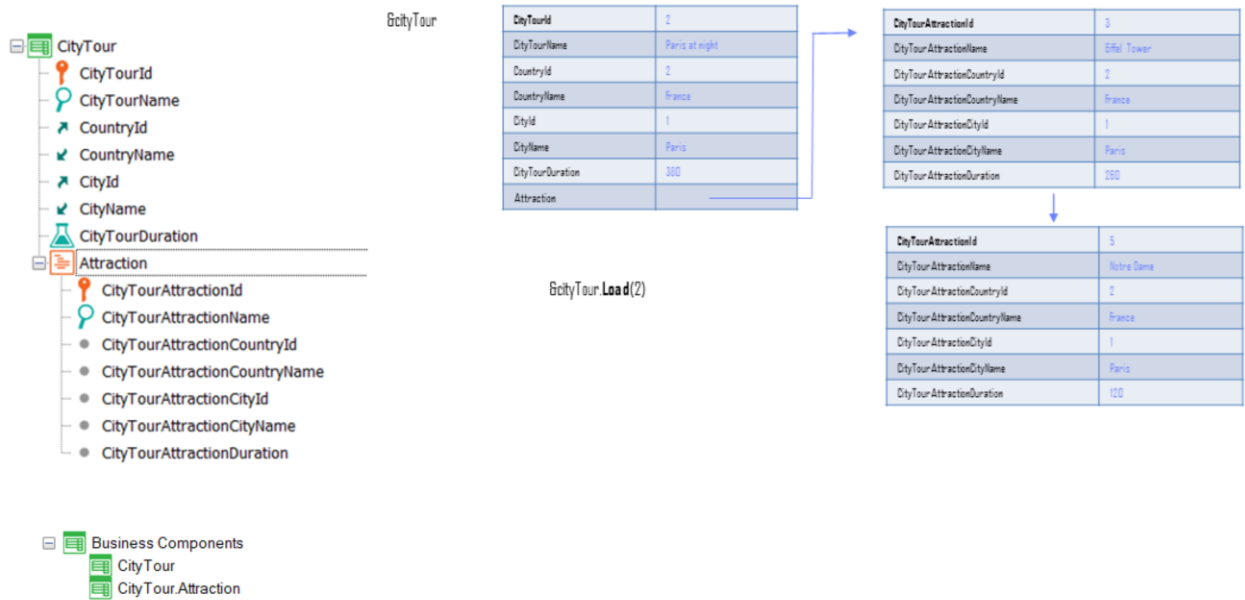 CityTour
CityTourId
CityTourName
CountryId
CountryName
CityId
CityName
CityTourDuration
Attraction
CityTourAttractionId
CityTourAttractionName
CityTourAttractionCountryId
CityTourAttractionCountryName
CityTourAttractionCityId
CityTourAttractionCityName
CityTourAttractionDuration
Business Components
CityTour
CityTour.Attraction
&cityTour
CityTourId 2
CityTourName Paris at night
CountryId 2
CountryName France
CityId 1
CityName Paris
CityTourDuration 380
Attraction
&cityTour.Load(2)
CityTourAttractionId 3
CityTourAttractionName Eiffel Tower
CityTourAttractionCountryId 2
CityTourAttractionCountryName France
CityTourAttractionCityId 1
CityTourAttractionCityName Paris
CityTourAttractionDuration 260
CityTourAttractionId 5
CityTourAttractionName Notre Dame
CityTourAttractionCountryId 2
CityTourAttractionCountryName France
CityTourAttractionCityId 1
CityTourAttractionCityName Paris
CityTourAttractionDuration 120